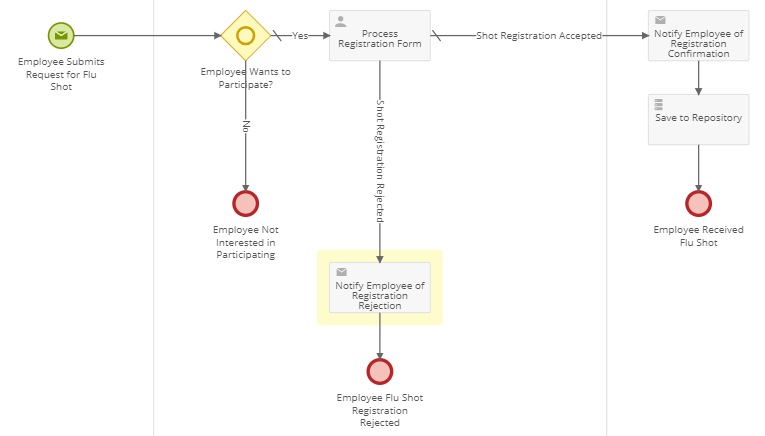 Employee Submits
Request for Flu
Shot
Employee Wants to
Participate?
Yes
No
Process
Registration Form
Shot Registration Accepted
Notify Employee of
Registration
Confirmation
Save to Repository
Shot Registration Rejected
Employee Not
Interested in
Participating
Employee Received
Flu Shot
Notify Employee of
Registration
Rejection
Employee Flu Shot
Registration
Rejected